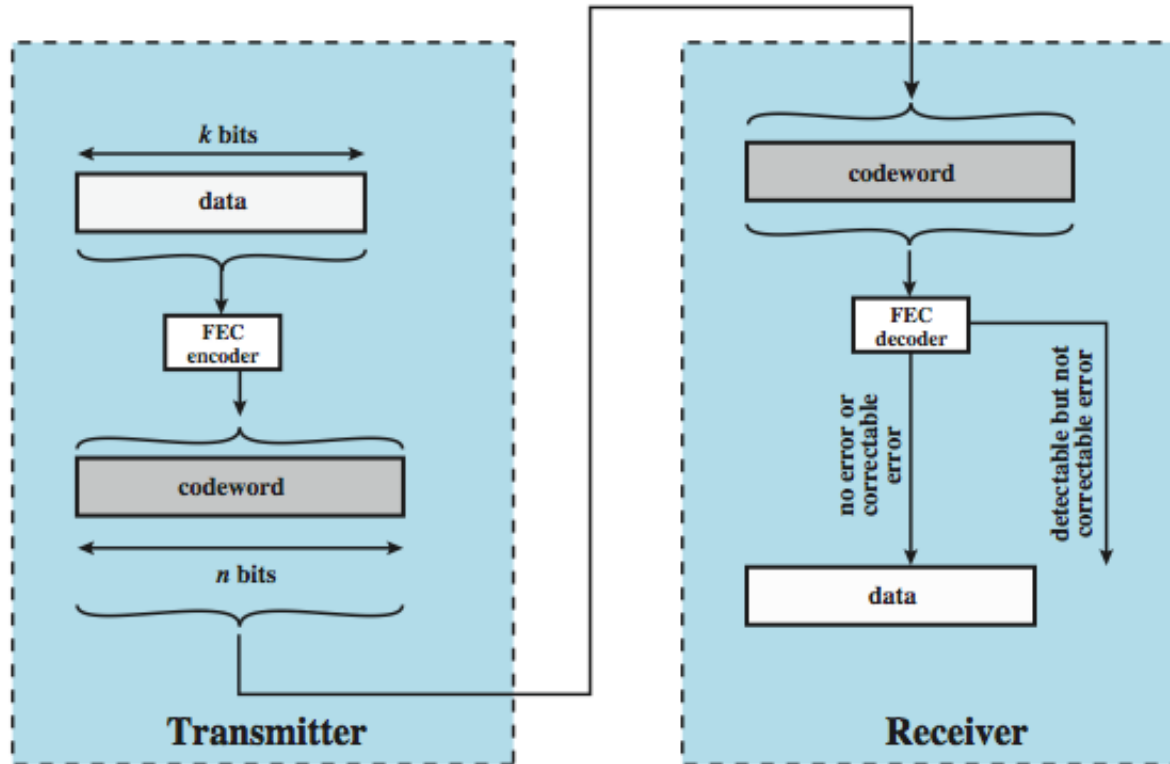 k bits
data
FEC
encoder
codeword
n bits
Transmitter
codeword
FEC
decoder
no error or
correctable
error
detectable but not
correctable error
data
Receiver